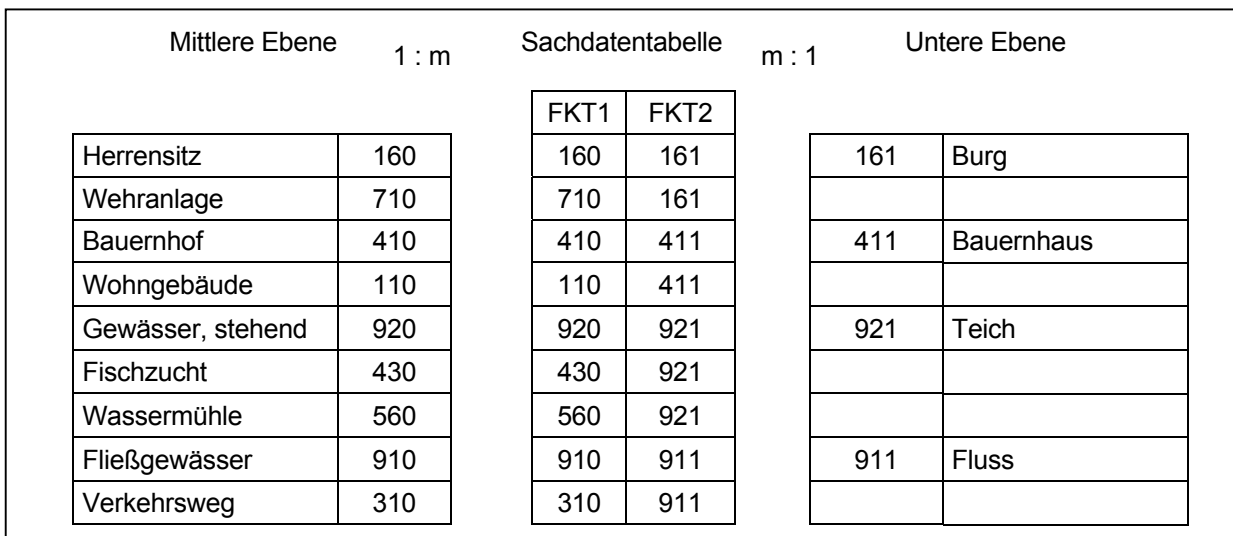 Mittlere Ebene 1 : m Sachdatentabelle m : 1 Untere Ebene
FKT1 FKT2
Herrensitz 160 160 161 161 Burg
Wehranlage 710 710 161
Bauernhof 410 410 411 411 Bauernhaus
Wohngebäude 110 110 411
Gewässer, stehend 920 920 921 921 Teich
Fischzucht 430 430 921
Wassermühle 560 560 921
Fließgewässer 910 910 911 911 Fluss
Verkehrsweg 310 310 911